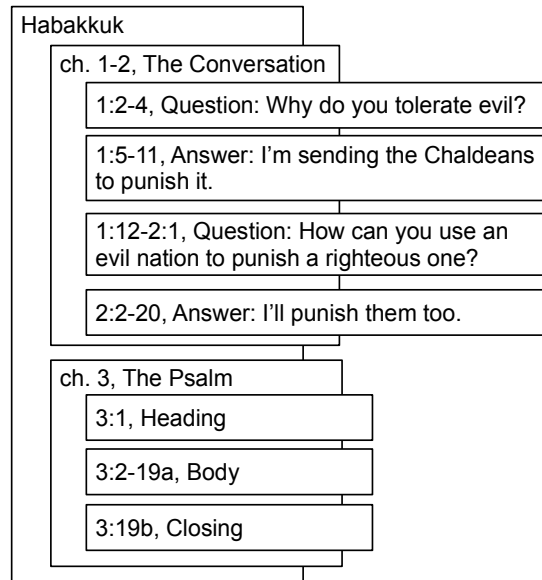 Habakkuk
ch. 1-2, The Conversation
1:2-4, Question: Why do you tolerate evil?
1:5-11, Answer: I’m sending the Chaldeans
to punish it.
1:12-2:1, Question: How can you use an
evil nation to punish a righteous one?
2:2-20, Answer: I’ll punish them too.
ch. 3, The Psalm
3:1, Heading
3:2-19a, Body
3:19b, Closing